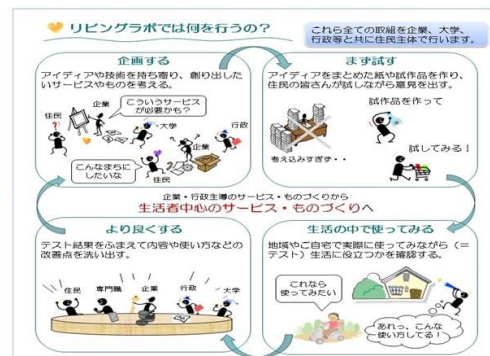 リビングラボでは何を行うの？
これら全ての取組を企業、大学、
行政等と共に住民主体で行います。
企画する
アイディアや技術を持ち寄り、創り出した
いサービスやものを考える。
こういうサービス
が必要かも？
企業
住民
大学
行政
企業
こんなまちに
したいな
住民
まず試す
アイディアをまとめた紙や試作品を作り、
住民の皆さんが試しながら意見を出す。
試作品を作って
考え込みすぎず・・
試してみる！
企業・行政主導のサービス・ものづくりから
生活者中心のサービス・ものづくりへ
より良くする
テスト結果をふまえて内容や使い方などの
改善点を洗い出す。
住民
専門職
企業
行政
大学
生活の中で使ってみる
地域やご自宅で実際に使ってみながら（＝
テスト）生活に役立つかを確認する。
これなら
使ってみたい
あれっ、こんな
使い方してる！